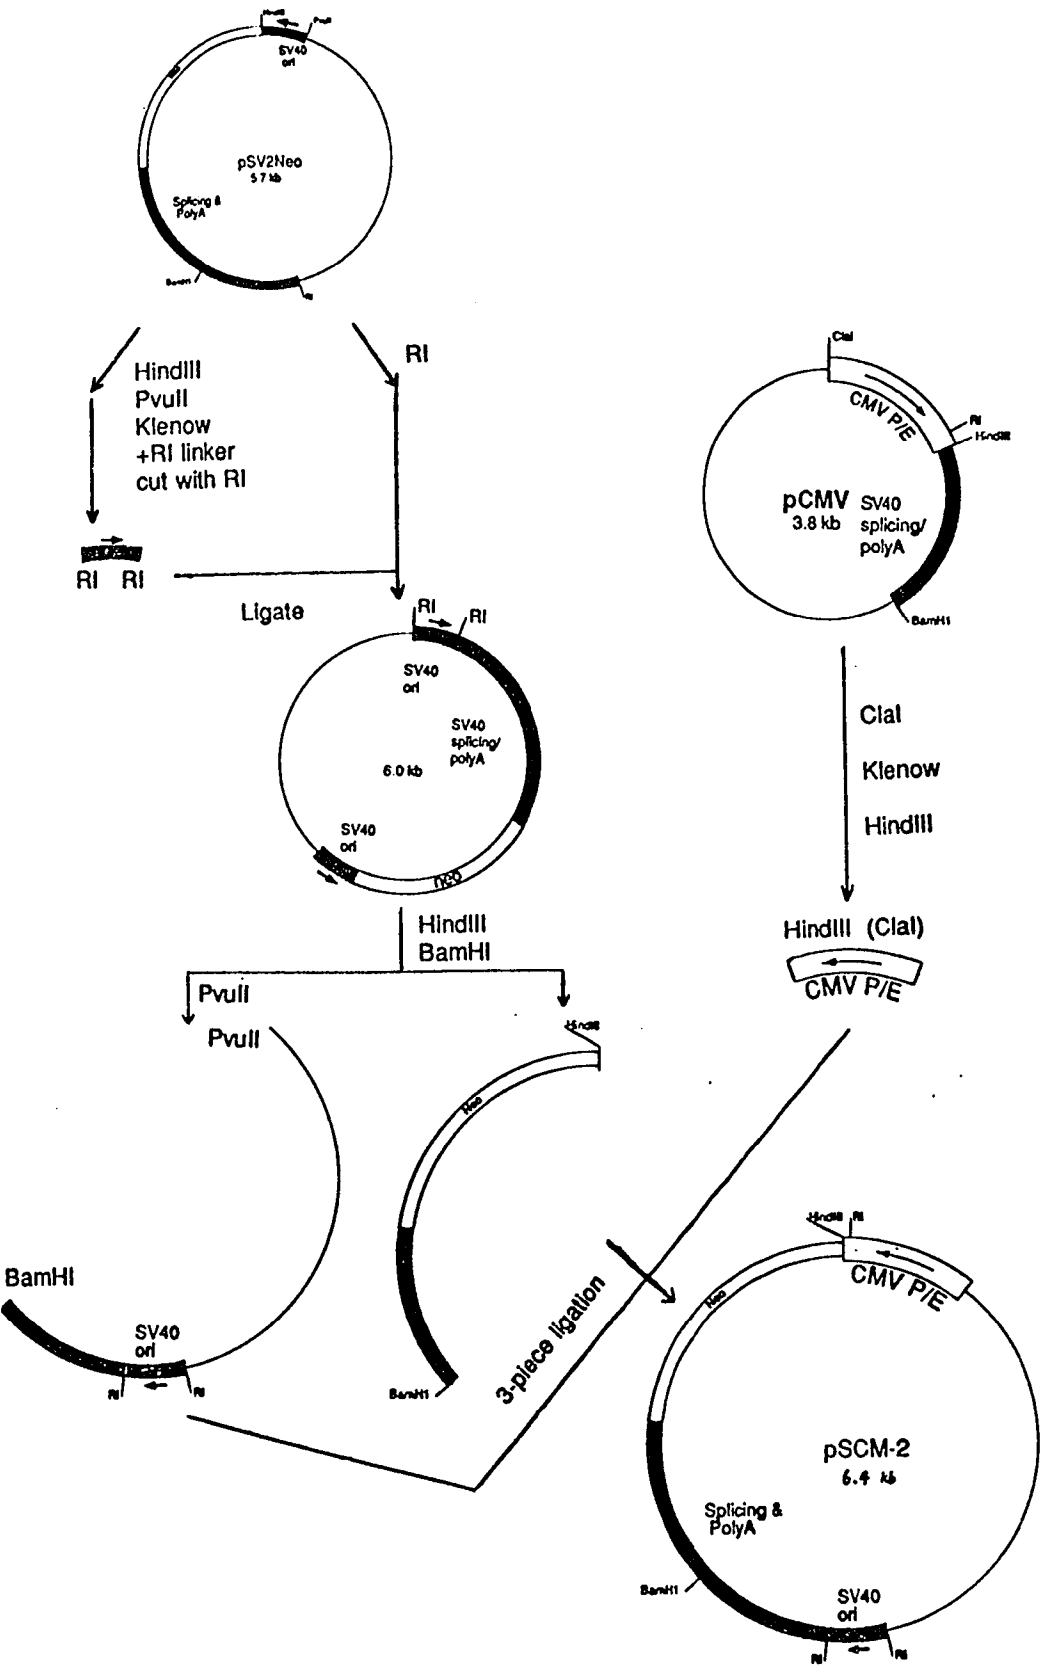 HindIII
PvuII
SV40
ori
neo
pSV2Neo
5.7 kb
Splicing &
PolyA
BamH1
RI
HindIII
PvuII
Klenow
+RI linker
cut with RI
RI
RI RI
Ligate
ClaI
CMV P/E
RI
HindIII
pCMV
3.8 kb
SV40
splicing/
polyA
BamH1
RI
RI
SV40
ori
SV40
splicing/
polyA
6.0 kb
SV40
ori
neo
ClaI
Klenow
HindIII
HindIII (ClaI)
CMV P/E
HindIII
BamHI
PvuII
PvuII
BamHI
SV40
ori
RI
RI
HindIII
Neo
BamH1
3-piece ligation
HindIII
RI
CMV P/E
Neo
pSCM-2
6.4 kb
Splicing &
PolyA
BamH1
SV40
ori
RI
RI